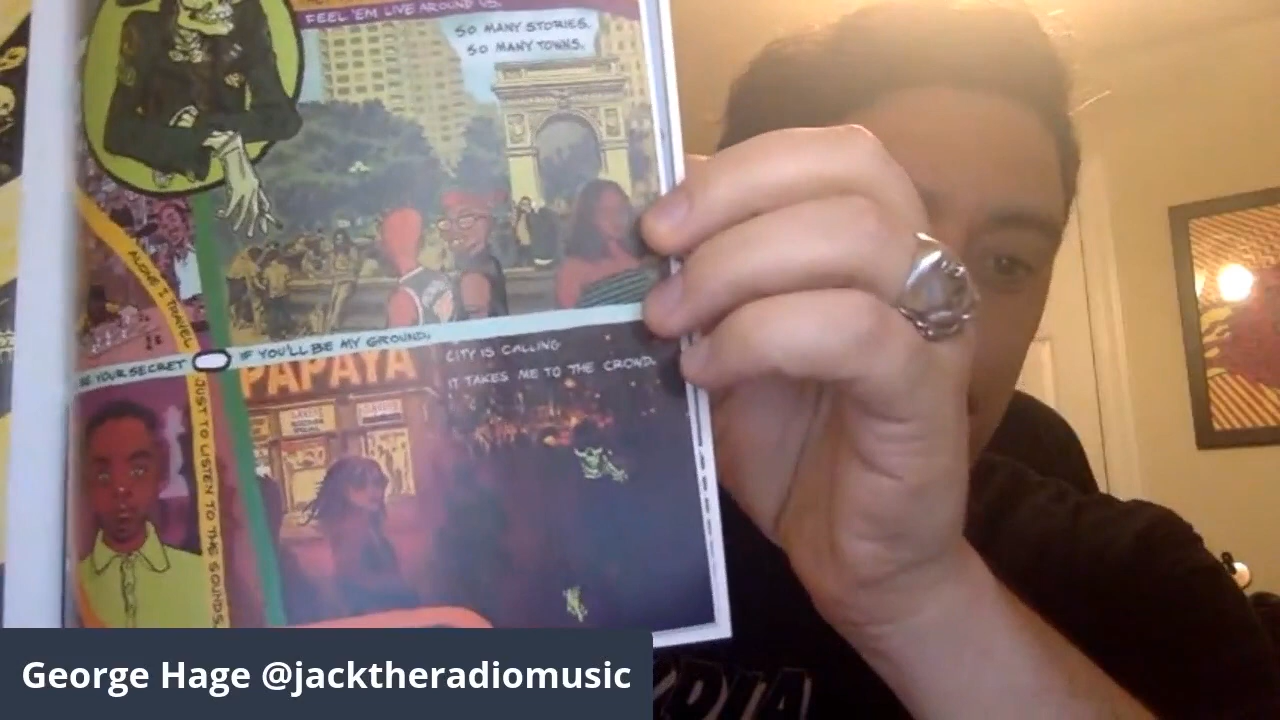 FEEL 'EM LIVE AROUND US.
SO MANY STORIES.
SO MANY TOWNS.
ALONE I TRAVEL
BE YOUR SECRET
IF YOU'LL BE MY GROUND.
PAPAYA
CITY IS CALLING
IT TAKES ME TO THE CROWD.
JUST TO LISTEN TO THE SOUNDS.
George Hage @jacktheradiomusic